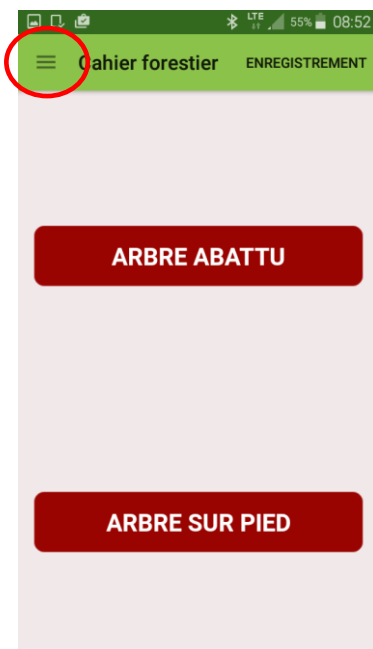 LTE 55% 08:52
Cahier forestier ENREGISTREMENT
ARBRE ABATTU
ARBRE SUR PIED